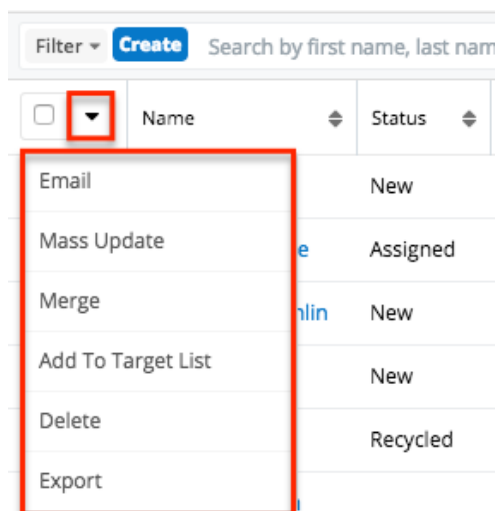 Filter Create Search by first name, last nam
Name Status
Email New
Mass Update e Assigned
Merge nlin New
Add To Target List New
Delete Recycled
Export